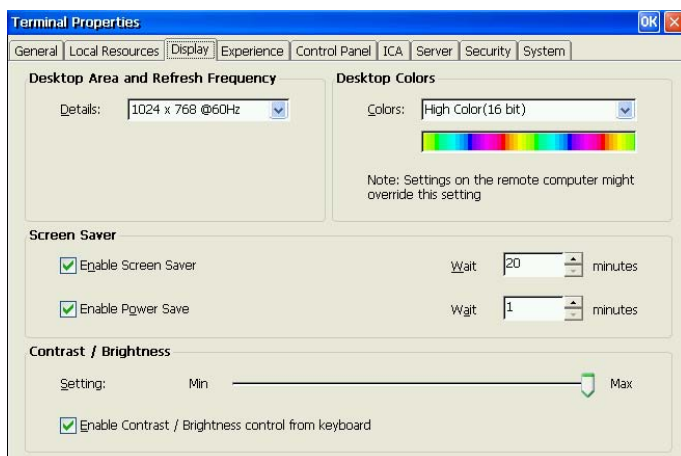 Terminal Properties OK
General Local Resources Display Experience Control Panel ICA Server Security System
Desktop Area and Refresh Frequency
Details: 1024 x 768 @60Hz
Desktop Colors
Colors: High Color(16 bit)
Note: Settings on the remote computer might
override this setting
Screen Saver
Enable Screen Saver Wait 20 minutes
Enable Power Save Wait 1 minutes
Contrast / Brightness
Setting: Min Max
Enable Contrast / Brightness control from keyboard